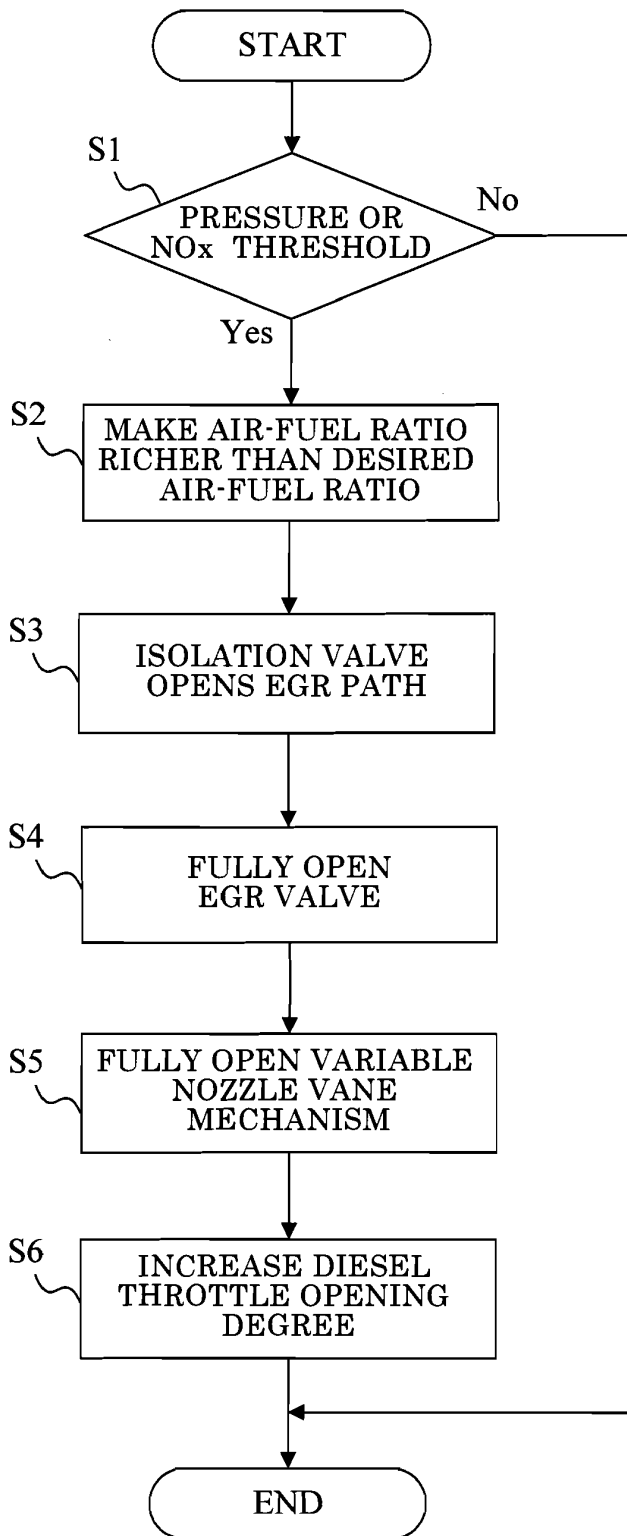 START
S1
PRESSURE OR
NOx THRESHOLD
No
Yes
S2
MAKE AIR-FUEL RATIO
RICHER THAN DESIRED
AIR-FUEL RATIO
S3
ISOLATION VALVE
OPENS EGR PATH
S4
FULLY OPEN
EGR VALVE
S5
FULLY OPEN VARIABLE
NOZZLE VANE
MECHANISM
S6
INCREASE DIESEL
THROTTLE OPENING
DEGREE
END